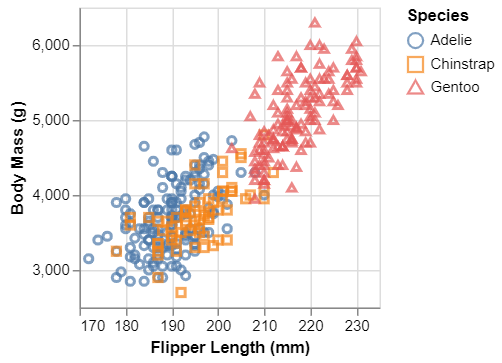 Species
Adelie
Chinstrap
Gentoo
6,000
5,000
4,000
3,000
Body Mass (g)
170 180 190 200 210 220 230
Flipper Length (mm)